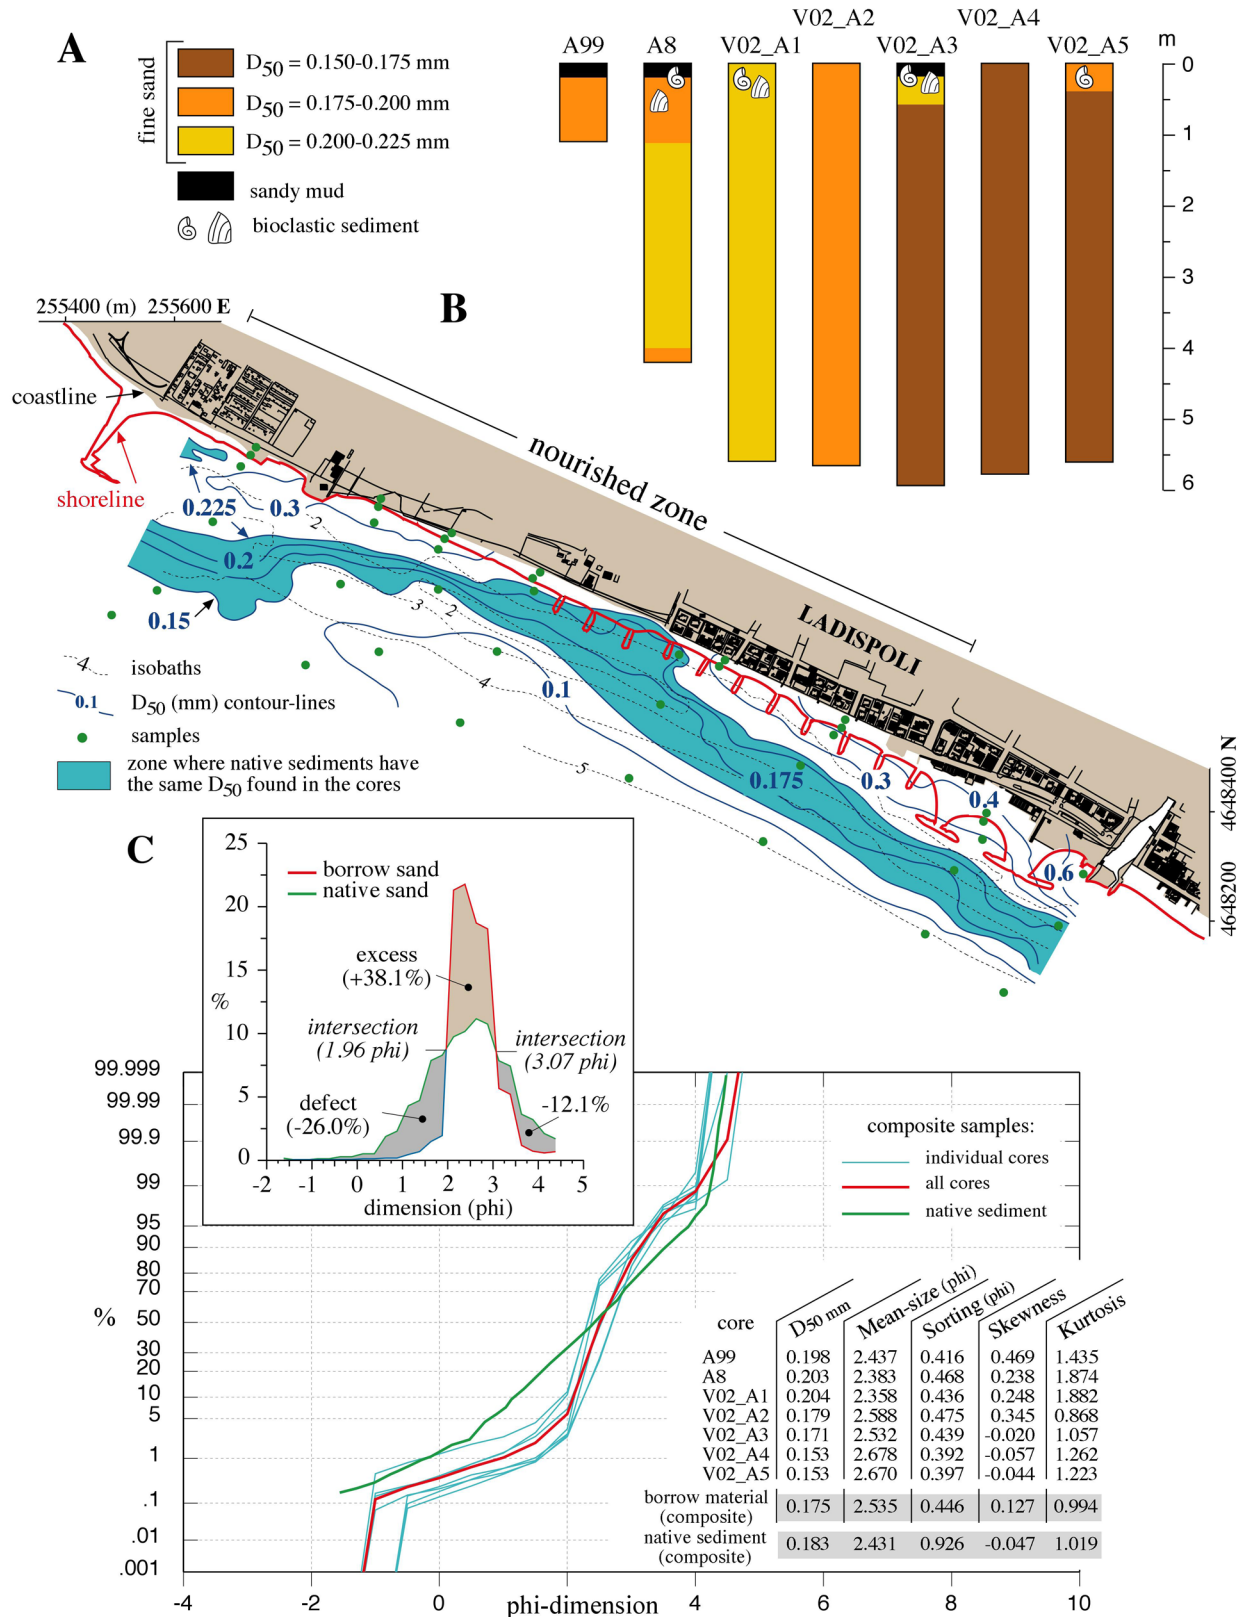 A
fine sand
D50 = 0.150-0.175 mm
D50 = 0.175-0.200 mm
D50 = 0.200-0.225 mm
sandy mud
bioclastic sediment
A99
A8
V02_A1
V02_A2
V02_A3
V02_A4
V02_A5
m
0
1
2
3
4
5
6
B
255400 (m) 255600 E
coastline
shoreline
nourished zone
LADISPOLI
0.225
0.3
2
0.2
0.15
3
2
4
0.1
5
0.175
0.3
0.4
0.6
4648400 N
4648200
4 isobaths
0.1 D50 (mm) contour-lines
samples
zone where native sediments have
the same D50 found in the cores
C
25
20
15
10
5
0
%
borrow sand
native sand
excess
(+38.1%)
intersection
(1.96 phi)
intersection
(3.07 phi)
defect
(-26.0%)
-12.1%
-2 -1 0 1 2 3 4 5
dimension (phi)
99.999
99.99
99.9
99
95
90
80
70
50
30
20
10
5
1
.1
.01
.001
%
composite samples:
individual cores
all cores
native sediment
core D50 mm Mean-size (phi) Sorting (phi) Skewness Kurtosis
A99 0.198 2.437 0.416 0.469 1.435
A8 0.203 2.383 0.468 0.238 1.874
V02_A1 0.204 2.358 0.436 0.248 1.882
V02_A2 0.179 2.588 0.475 0.345 0.868
V02_A3 0.171 2.532 0.439 -0.020 1.057
V02_A4 0.153 2.678 0.392 -0.057 1.262
V02_A5 0.153 2.670 0.397 -0.044 1.223
borrow material
(composite) 0.175 2.535 0.446 0.127 0.994
native sediment
(composite) 0.183 2.431 0.926 -0.047 1.019
-4 -2 0 phi-dimension 4 6 8 10